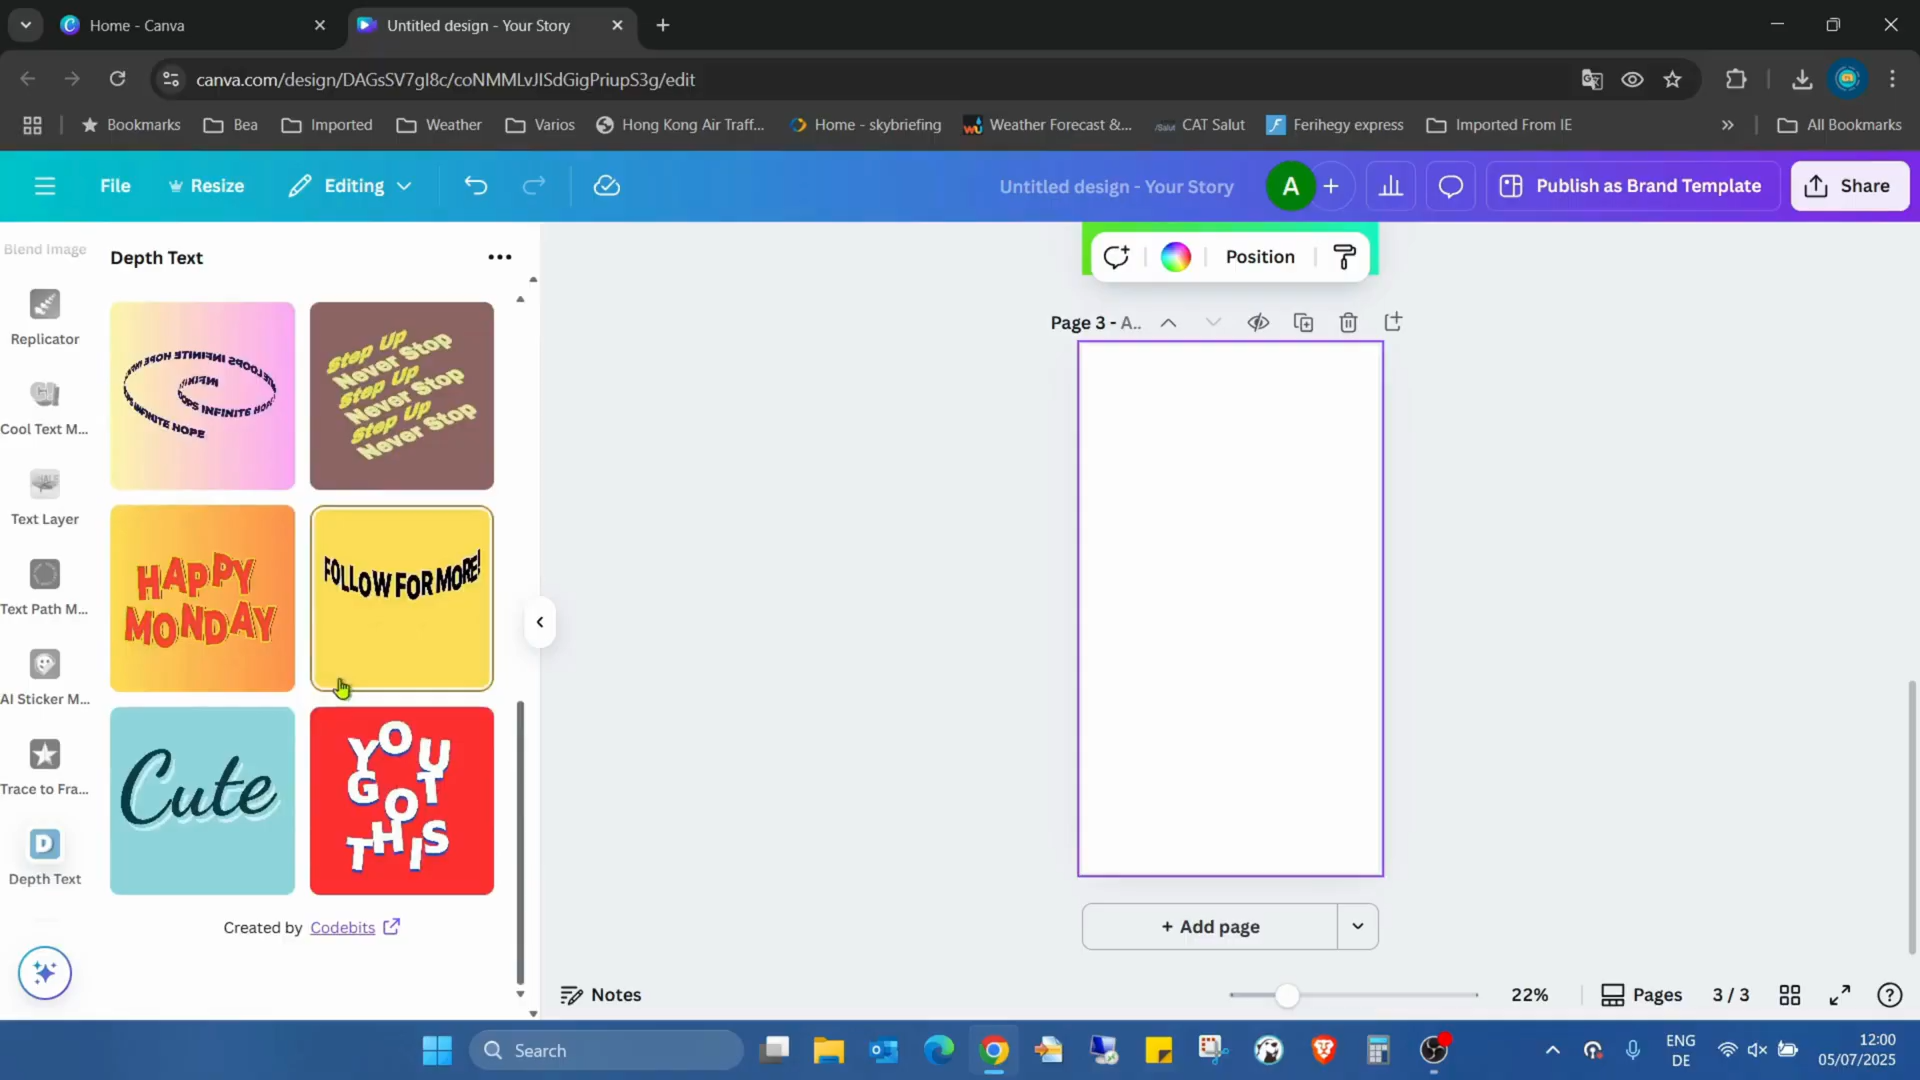 Home - Canva
Untitled design - Your Story
canva.com/design/DAGsSV7gI8c/coNMMLvJISdGigPriupS3g/edit
Bookmarks
Bea
Imported
Weather
Varios
Hong Kong Air Traff...
Home - skybriefing
Weather Forecast &...
CAT Salut
Ferihegy express
Imported From IE
All Bookmarks
File
Resize
Editing
Untitled design - Your Story
A
Publish as Brand Template
Share
Blend Image
Replicator
Cool Text M...
Text Layer
Text Path M...
AI Sticker M...
Trace to Fra...
Depth Text
Depth Text
Step Up
Never Stop
Step Up
Never Stop
Step Up
Never Stop
HAPPY
MONDAY
FOLLOW FOR MORE!
Cute
YOU
GOT
THIS
Created by Codebits
Position
Page 3 - A..
+ Add page
Notes
22%
Pages
3 / 3
Search
ENG
DE
12:00
05/07/2025